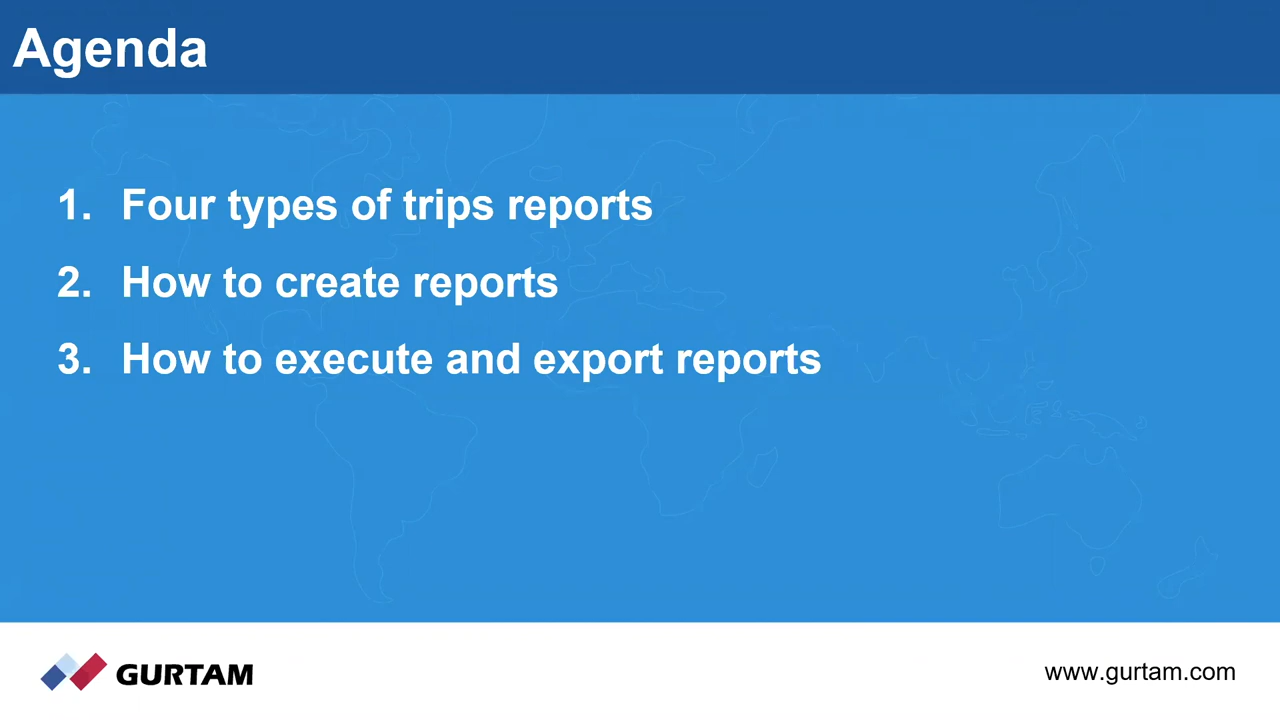 Agenda
1. Four types of trips reports
2. How to create reports
3. How to execute and export reports
GURTAM
www.gurtam.com